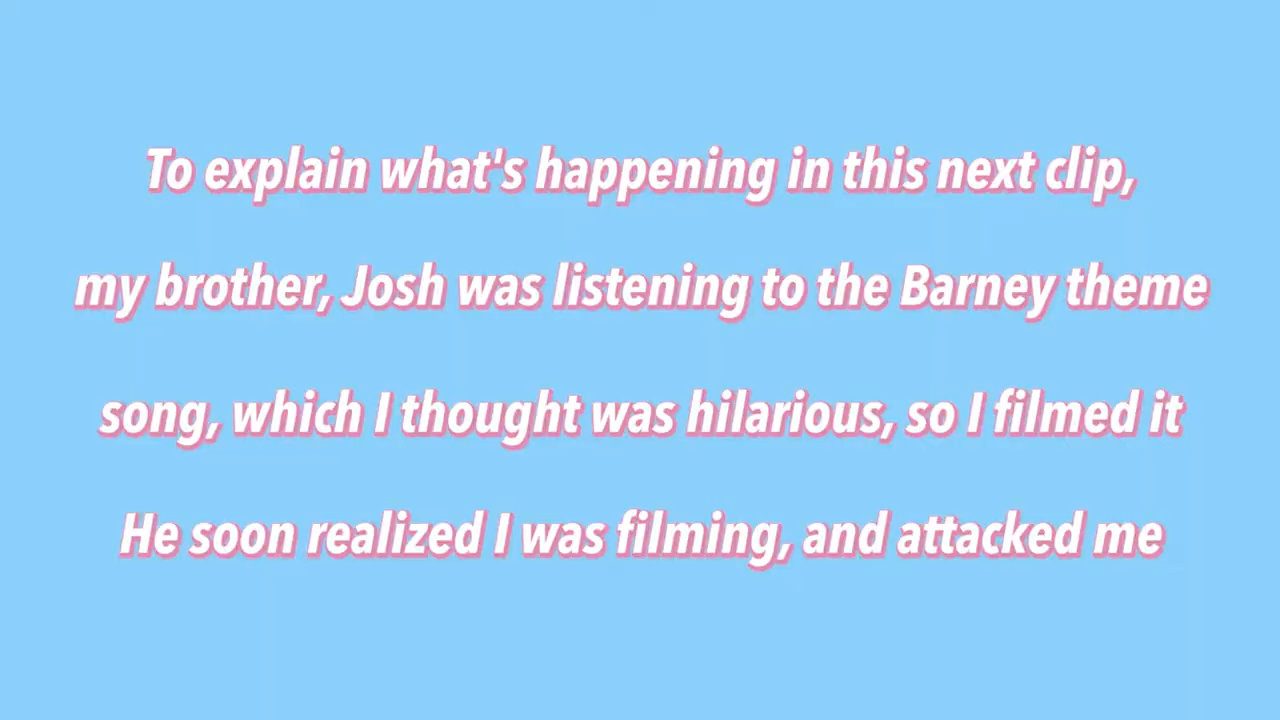 To explain what's happening in this next clip,
my brother, Josh was listening to the Barney theme
song, which I thought was hilarious, so I filmed it
He soon realized I was filming, and attacked me